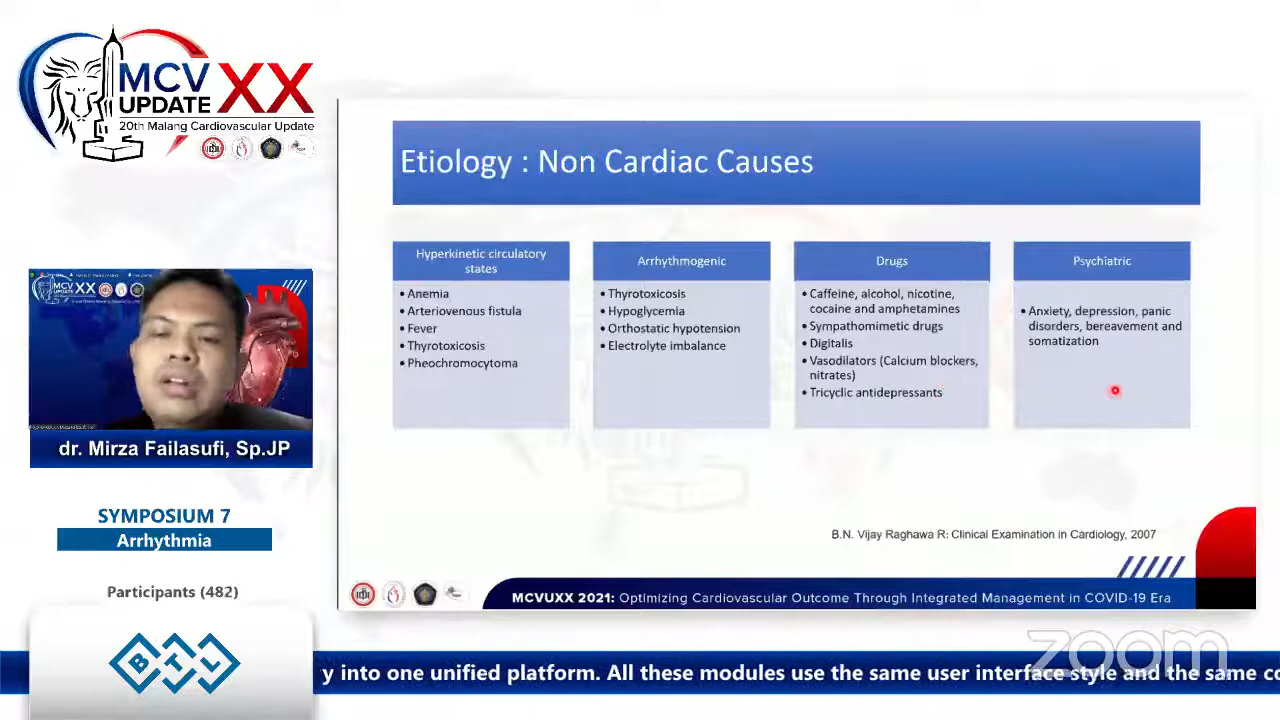 MCV XX
UPDATE
20th Malang Cardiovascular Update
Etiology : Non Cardiac Causes
Hyperkinetic circulatory
states
• Anemia
• Arteriovenous fistula
• Fever
• Thyrotoxicosis
• Pheochromocytoma
Arrhythmogenic
• Thyrotoxicosis
• Hypoglycemia
• Orthostatic hypotension
• Electrolyte imbalance
Drugs
• Caffeine, alcohol, nicotine,
cocaine and amphetamines
• Sympathomimetic drugs
• Digitalis
• Vasodilators (Calcium blockers,
nitrates)
• Tricyclic antidepressants
Psychiatric
• Anxiety, depression, panic
disorders, bereavement and
somatization
B.N. Vijay Raghawa R: Clinical Examination in Cardiology, 2007
MCVUXX 2021: Optimizing Cardiovascular Outcome Through Integrated Management in COVID-19 Era
dr. Mirza Failasufi, Sp.JP
SYMPOSIUM 7
Arrhythmia
Participants (482)
BTL
zoom
y into one unified platform. All these modules use the same user interface style and the same co